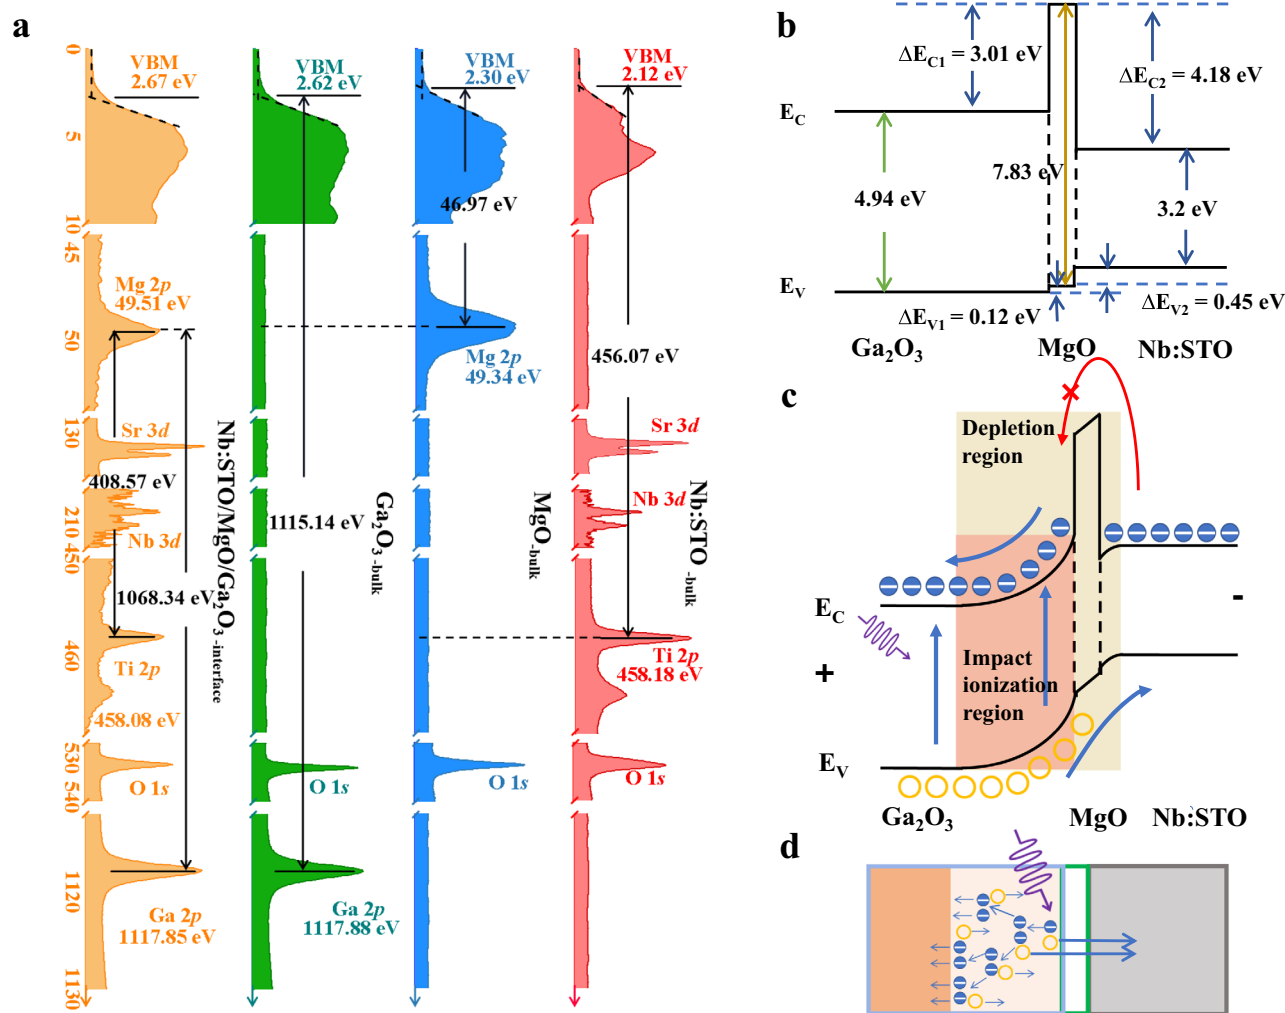 a
0
5
10
45
50
130
210
450
460
530
540
1120
1130
VBM
2.67 eV
Mg 2p
49.51 eV
Sr 3d
408.57 eV
Nb 3d
1068.34 eV
Ti 2p
458.08 eV
O 1s
Ga 2p
1117.85 eV
Nb:STO/MgO/Ga2O3 -interface
VBM
2.62 eV
1115.14 eV
O 1s
Ga 2p
1117.88 eV
Ga2O3 -bulk
VBM
2.30 eV
46.97 eV
Mg 2p
49.34 eV
O 1s
MgO-bulk
VBM
2.12 eV
456.07 eV
Sr 3d
Nb 3d
Ti 2p
458.18 eV
O 1s
Nb:STO -bulk
b
ΔEC1 = 3.01 eV
ΔEC2 = 4.18 eV
EC
7.83 eV
4.94 eV
3.2 eV
EV
ΔEV1 = 0.12 eV
ΔEV2 = 0.45 eV
Ga2O3
MgO
Nb:STO
c
Depletion
region
EC
-
+
Impact
ionization
region
EV
Ga2O3
MgO
Nb:STO
d